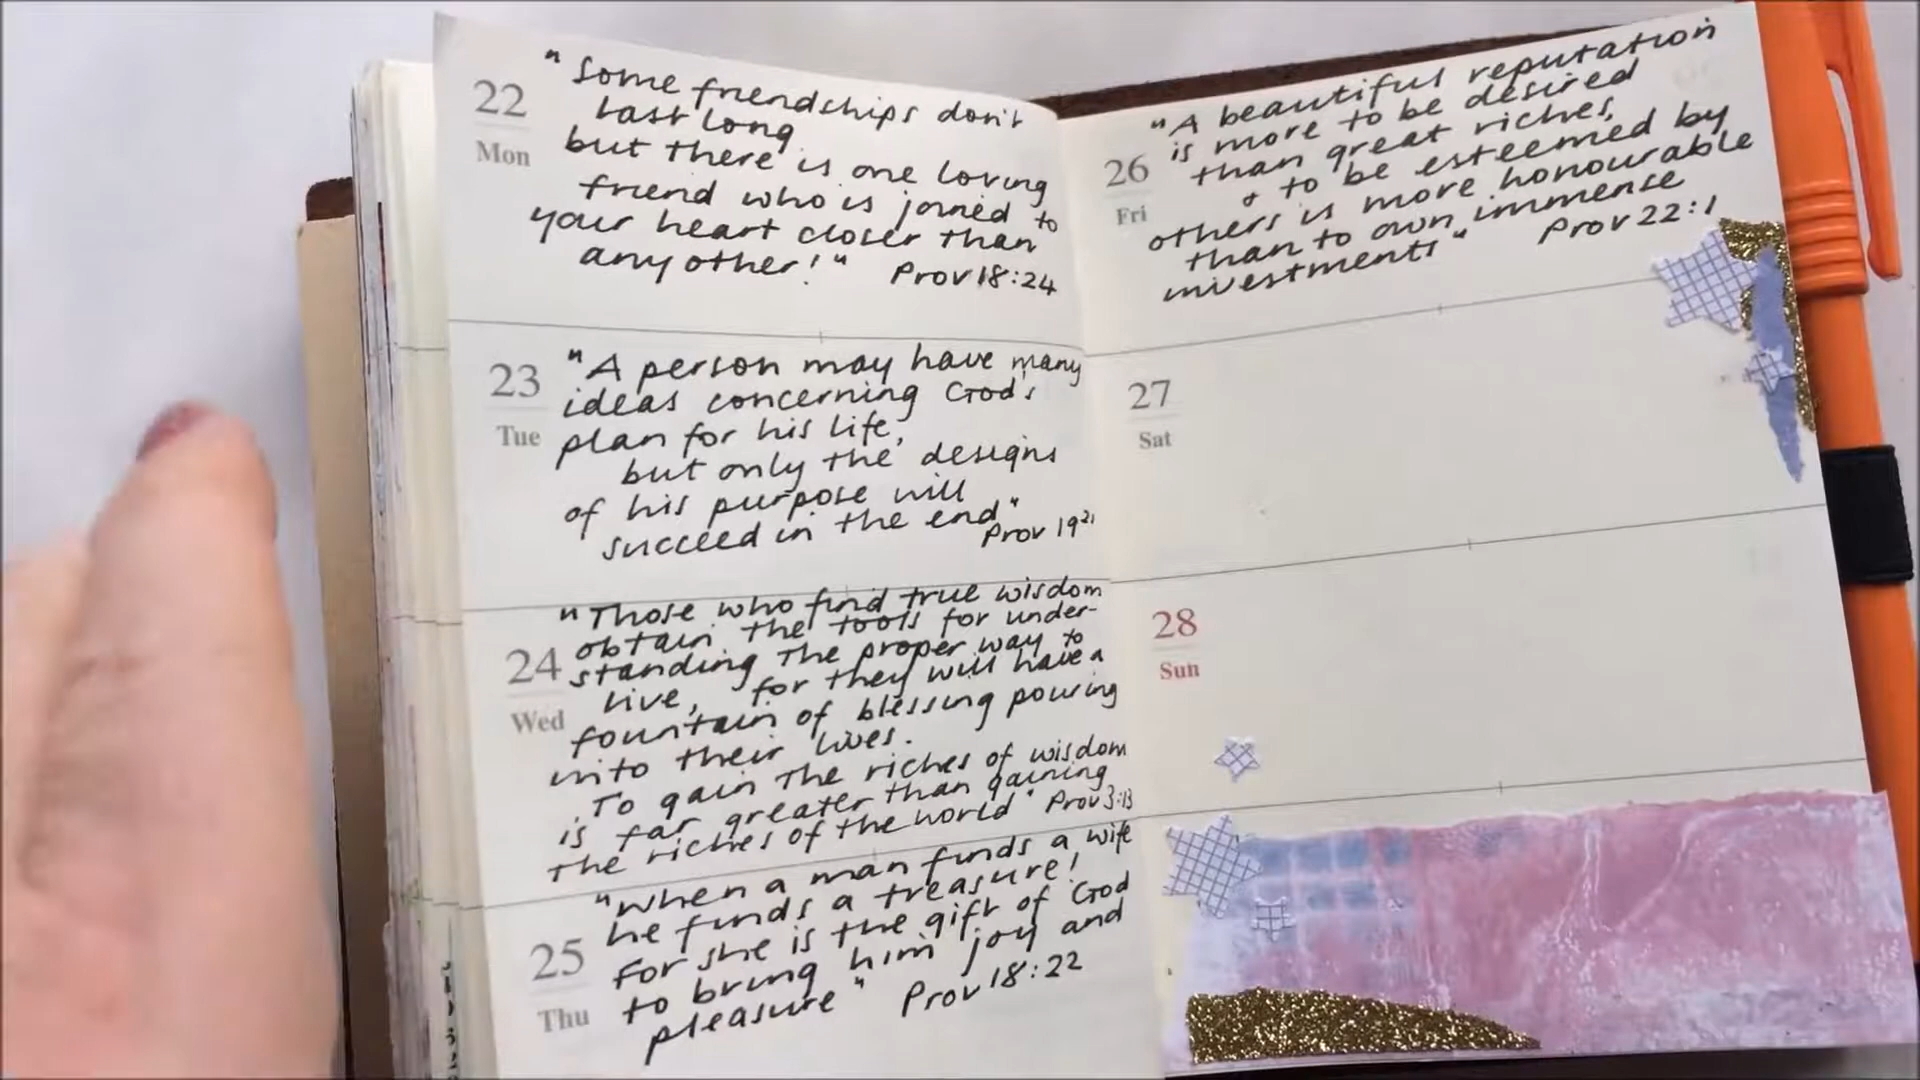 22
Mon
"Some friendships don't
last long
but there is one loving
friend who is joined to
your heart closer than
any other!" Prov 18:24
23
Tue
"A person may have many
ideas concerning God's
plan for his life,
but only the designs
of his purpose will
succeed in the end"
Prov 19 21
24
Wed
"Those who find true wisdom
obtain the tools for under-
standing the proper way to
live, for they will have a
fountain of blessing pouring
into their lives.
To gain the riches of wisdom
is far greater than gaining
the riches of the world" Prov 3:13
25
Thu
"When a man finds a wife
he finds a treasure!
for she is the gift of God
to bring him joy and
pleasure" Prov 18:22
26
Fri
"A beautiful reputation
is more to be desired
than great riches,
& to be esteemed by
others is more honourable
than to own immense
investments" Prov 22:1
27
Sat
28
Sun